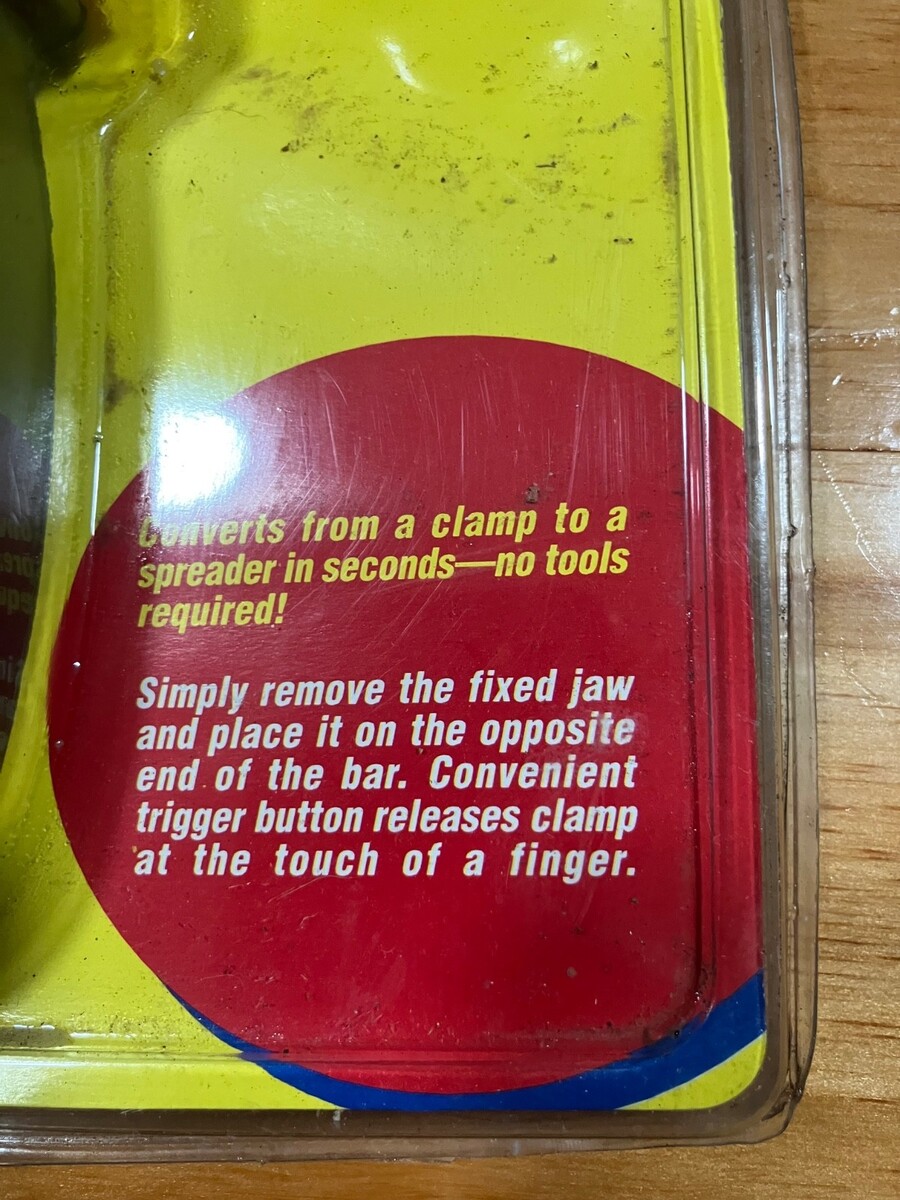 Converts from a clamp to a
spreader in seconds—no tools
required!
Simply remove the fixed jaw
and place it on the opposite
end of the bar. Convenient
trigger button releases clamp
at the touch of a finger.